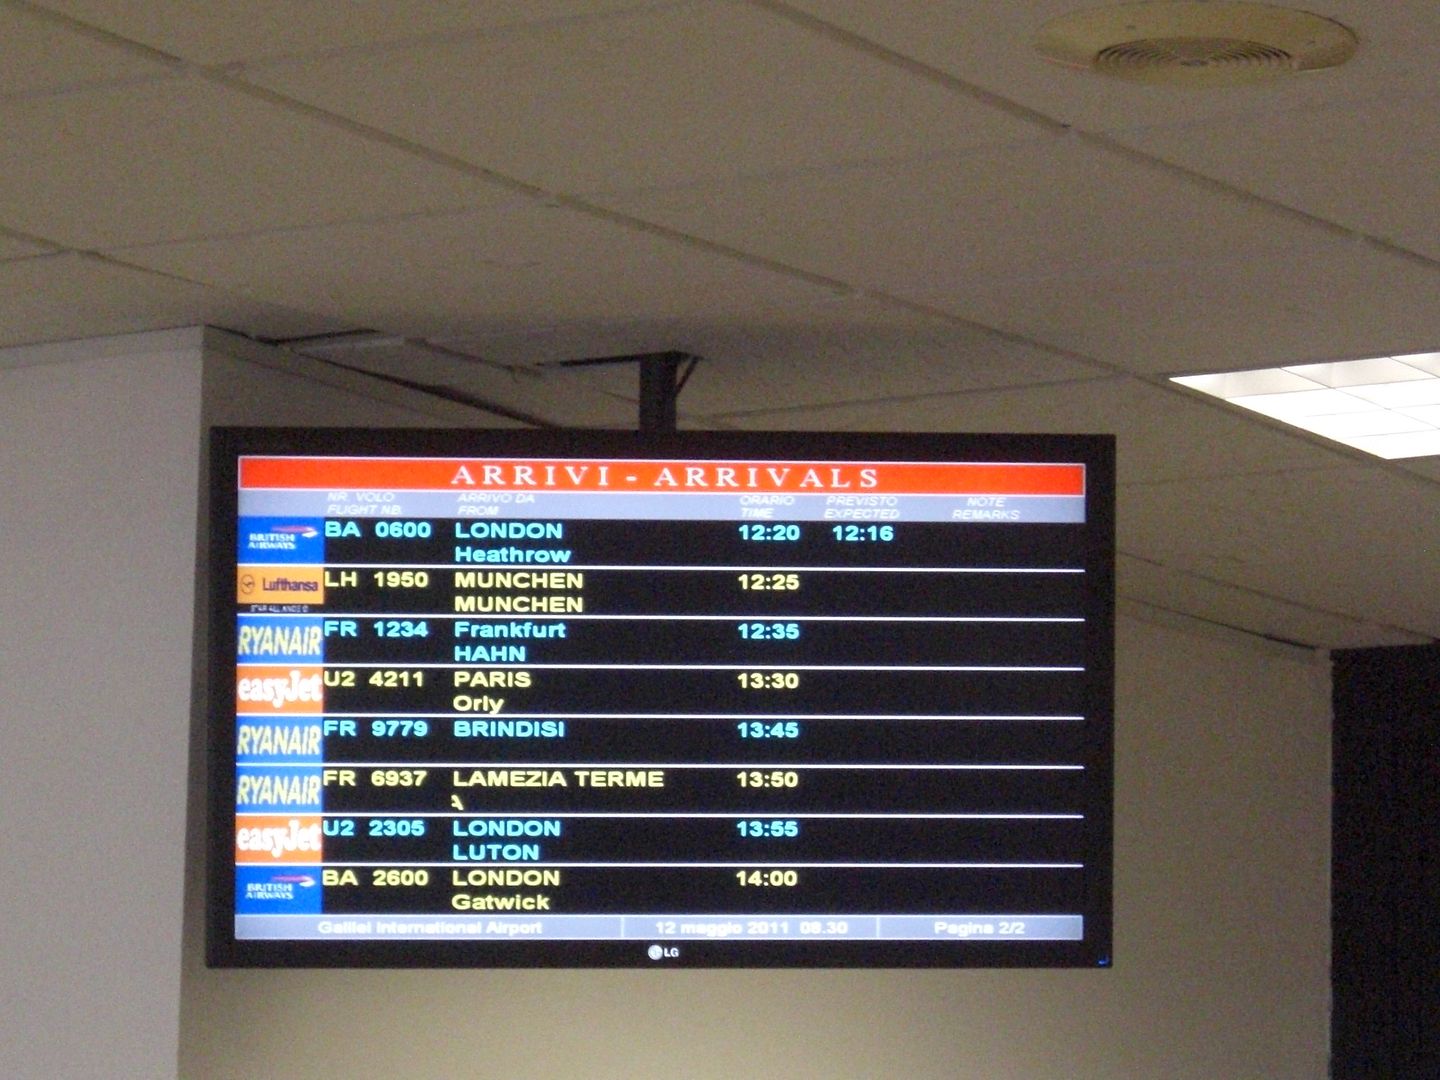 ARRIVI - ARRIVALS
NR. VOLO ARRIVO DA ORARIO PREVISTO NOTE
FLIGHT N.B. FROM TIME EXPECTED REMARKS
BRITISH AIRWAYS BA 0600 LONDON 12:20 12:16
Heathrow
Lufthansa LH 1950 MUNCHEN 12:25
STAR ALLIANCE MUNCHEN
RYANAIR FR 1234 Frankfurt 12:35
HAHN
easyJet U2 4211 PARIS 13:30
Orly
RYANAIR FR 9779 BRINDISI 13:45
RYANAIR FR 6937 LAMEZIA TERME 13:50
A
easyJet U2 2305 LONDON 13:55
LUTON
BRITISH AIRWAYS BA 2600 LONDON 14:00
Gatwick
Galilei International Airport 12 maggio 2011 08.30 Pagina 2/2
LG